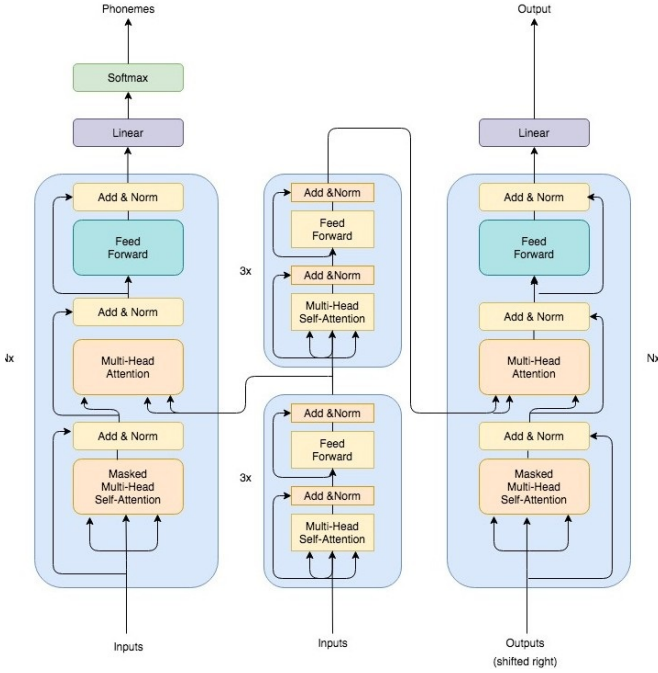 Phonemes
Softmax
Linear
Add & Norm
Feed
Forward
Add & Norm
Multi-Head
Attention
Add & Norm
Masked
Multi-Head
Self-Attention
Nx
Inputs
Add &Norm
Feed
Forward
Add &Norm
Multi-Head
Self-Attention
3x
Add &Norm
Feed
Forward
Add &Norm
Multi-Head
Self-Attention
3x
Inputs
Output
Linear
Add & Norm
Feed
Forward
Add & Norm
Multi-Head
Attention
Add & Norm
Masked
Multi-Head
Self-Attention
Nx
Outputs
(shifted right)